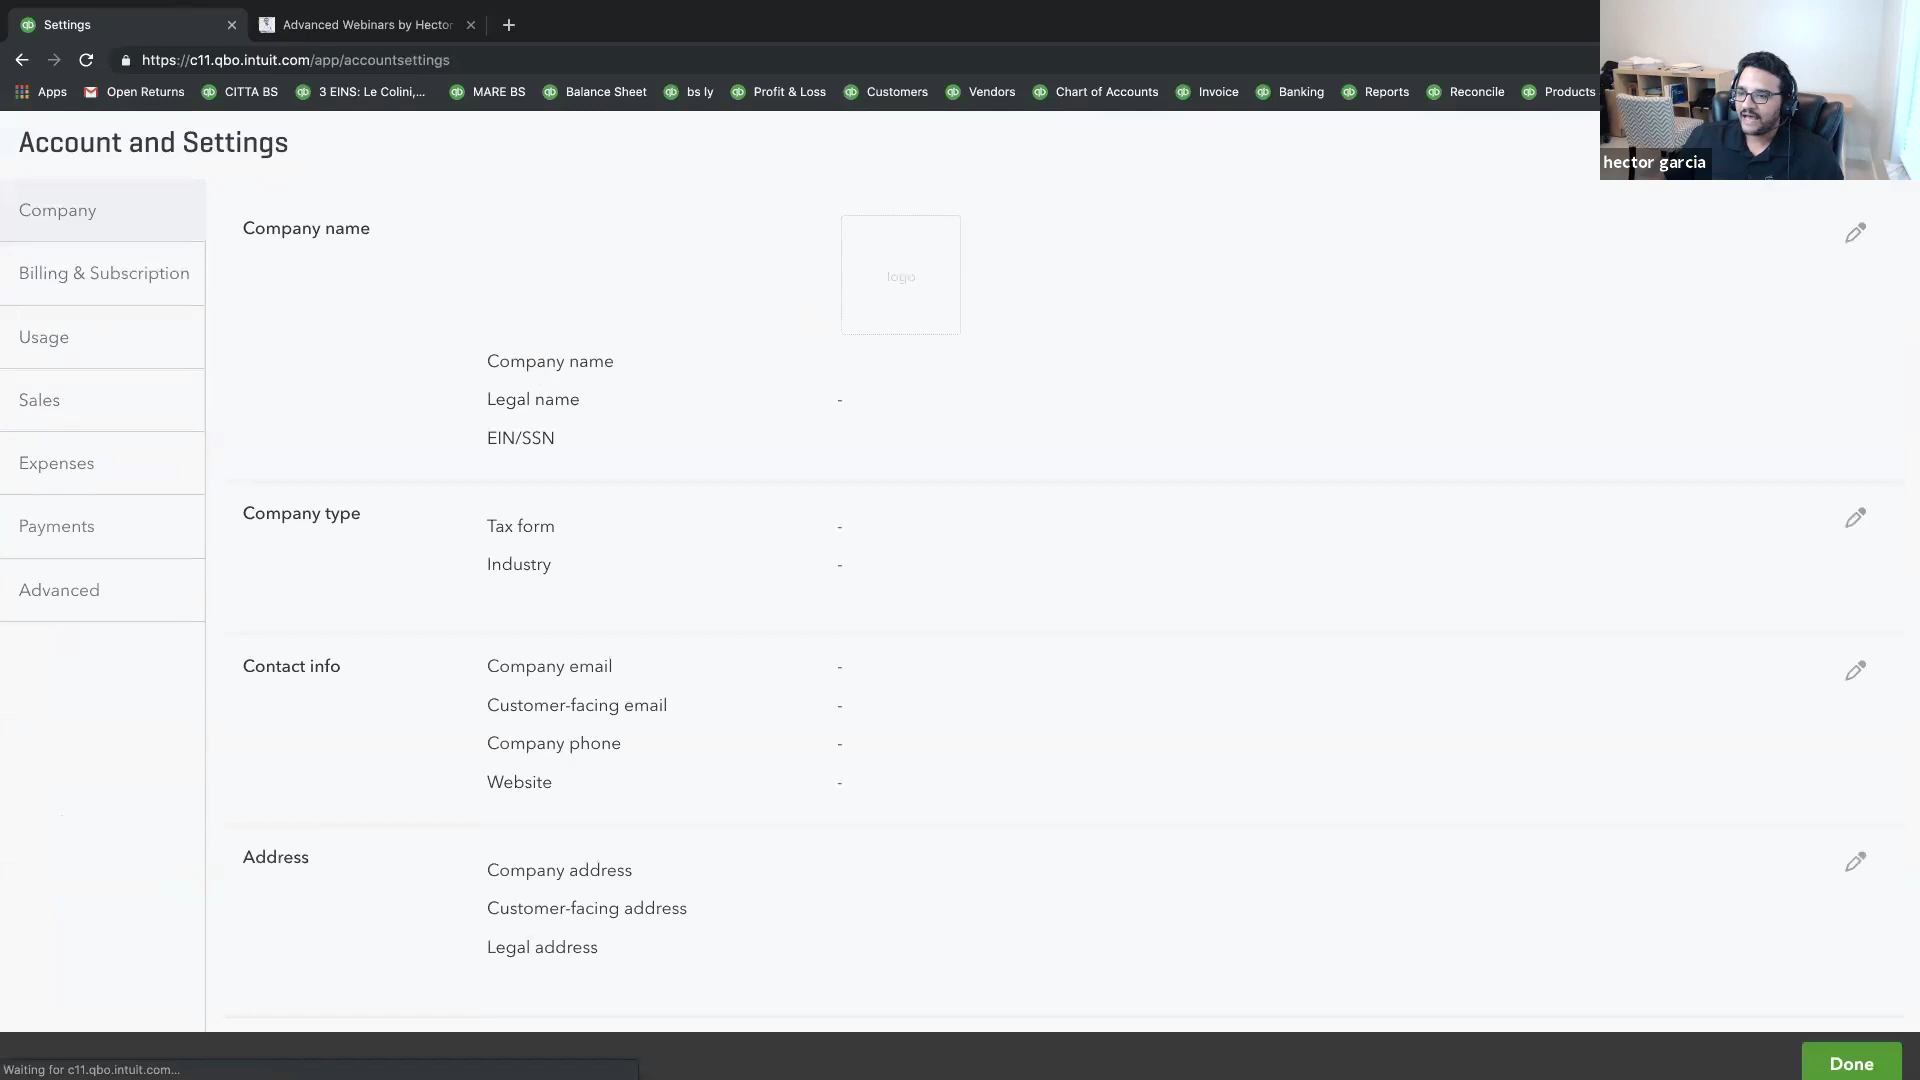 Settings
Advanced Webinars by Hector
https://c11.qbo.intuit.com/app/accountsettings
Apps
Open Returns
CITTA BS
3 EINS: Le Colini,...
MARE BS
Balance Sheet
bs ly
Profit & Loss
Customers
Vendors
Chart of Accounts
Invoice
Banking
Reports
Reconcile
Products
hector garcia
Account and Settings
Company
Billing & Subscription
Usage
Sales
Expenses
Payments
Advanced
Company name
logo
Company name
Legal name -
EIN/SSN
Company type
Tax form -
Industry -
Contact info
Company email -
Customer-facing email -
Company phone -
Website -
Address
Company address
Customer-facing address
Legal address
Waiting for c11.qbo.intuit.com...
Done